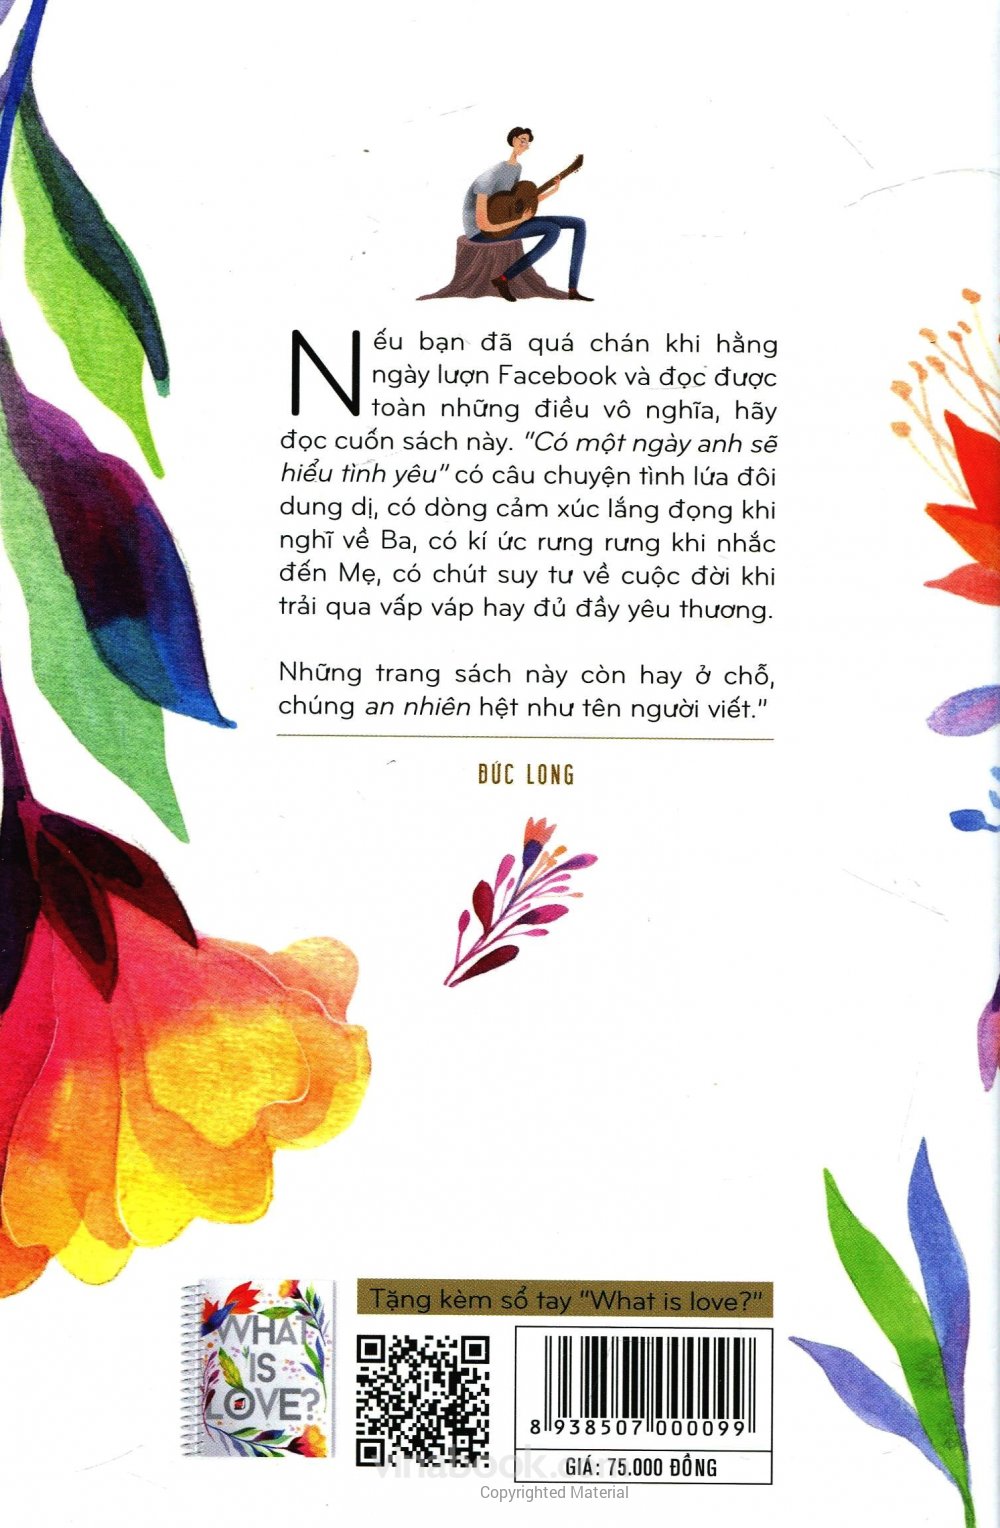 Nếu bạn đã quá chán khi hằng
ngày lượn Facebook và đọc được
toàn những điều vô nghĩa, hãy
đọc cuốn sách này. "Có một ngày anh sẽ
hiểu tình yêu" có câu chuyện tình lứa đôi
dung dị, có dòng cảm xúc lắng đọng khi
nghĩ về Ba, có kí ức rưng rưng khi nhắc
đến Mẹ, có chút suy tư về cuộc đời khi
trải qua vấp váp hay đủ đầy yêu thương.
Những trang sách này còn hay ở chỗ,
chúng an nhiên hệt như tên người viết."
ĐỨC LONG
Tặng kèm sổ tay "What is love?"
WHAT
IS
LOVE?
8 938507 000099
GIÁ: 75.000 ĐỒNG
vinabook.com
Copyrighted Material